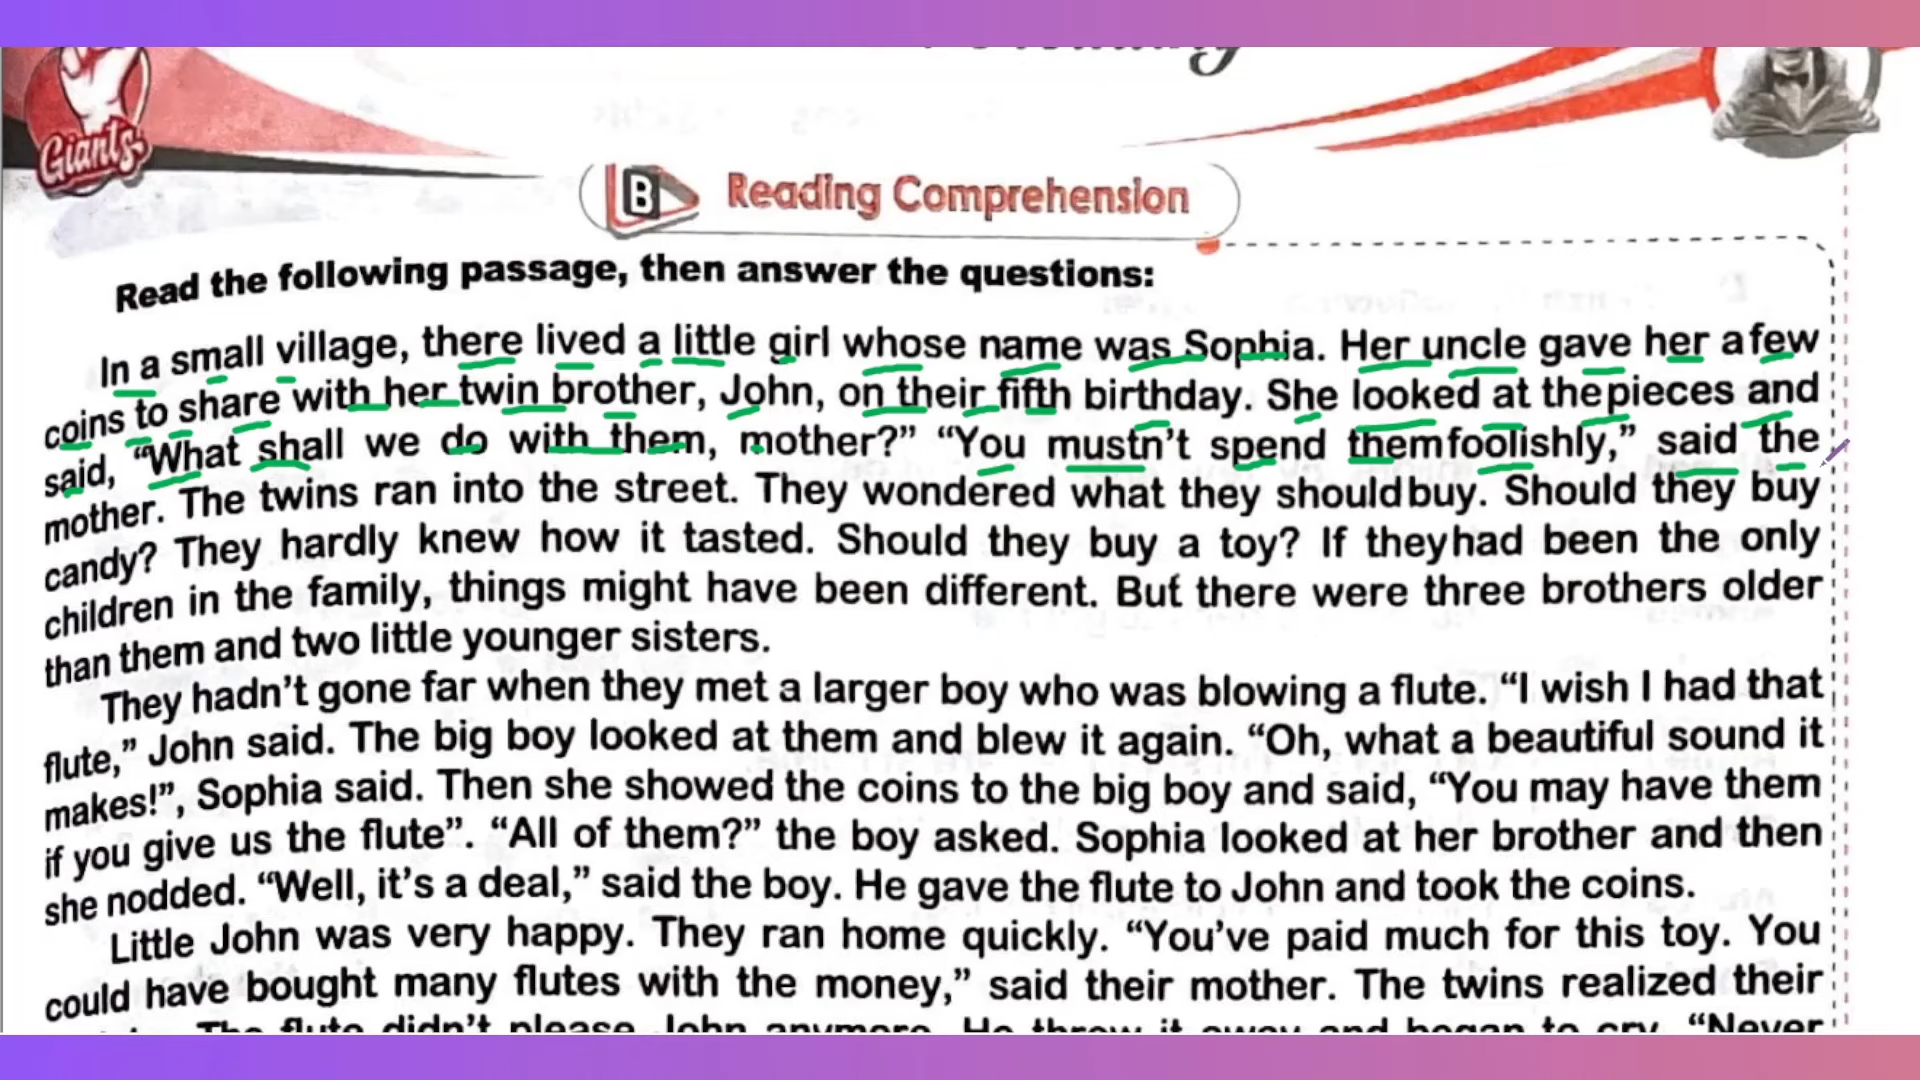 Giants
B Reading Comprehension
Read the following passage, then answer the questions:
In a small village, there lived a little girl whose name was Sophia. Her uncle gave her a few
coins to share with her twin brother, John, on their fifth birthday. She looked at the pieces and
said, “What shall we do with them, mother?” “You mustn’t spend them foolishly,” said the
mother. The twins ran into the street. They wondered what they should buy. Should they buy
candy? They hardly knew how it tasted. Should they buy a toy? If they had been the only
children in the family, things might have been different. But there were three brothers older
than them and two little younger sisters.
They hadn’t gone far when they met a larger boy who was blowing a flute. “I wish I had that
flute,” John said. The big boy looked at them and blew it again. “Oh, what a beautiful sound it
makes!”, Sophia said. Then she showed the coins to the big boy and said, “You may have them
if you give us the flute”. “All of them?” the boy asked. Sophia looked at her brother and then
she nodded. “Well, it’s a deal,” said the boy. He gave the flute to John and took the coins.
Little John was very happy. They ran home quickly. “You’ve paid much for this toy. You
could have bought many flutes with the money,” said their mother. The twins realized their
The flute didn’t please John anymore. He threw it away and began to cry. “Never